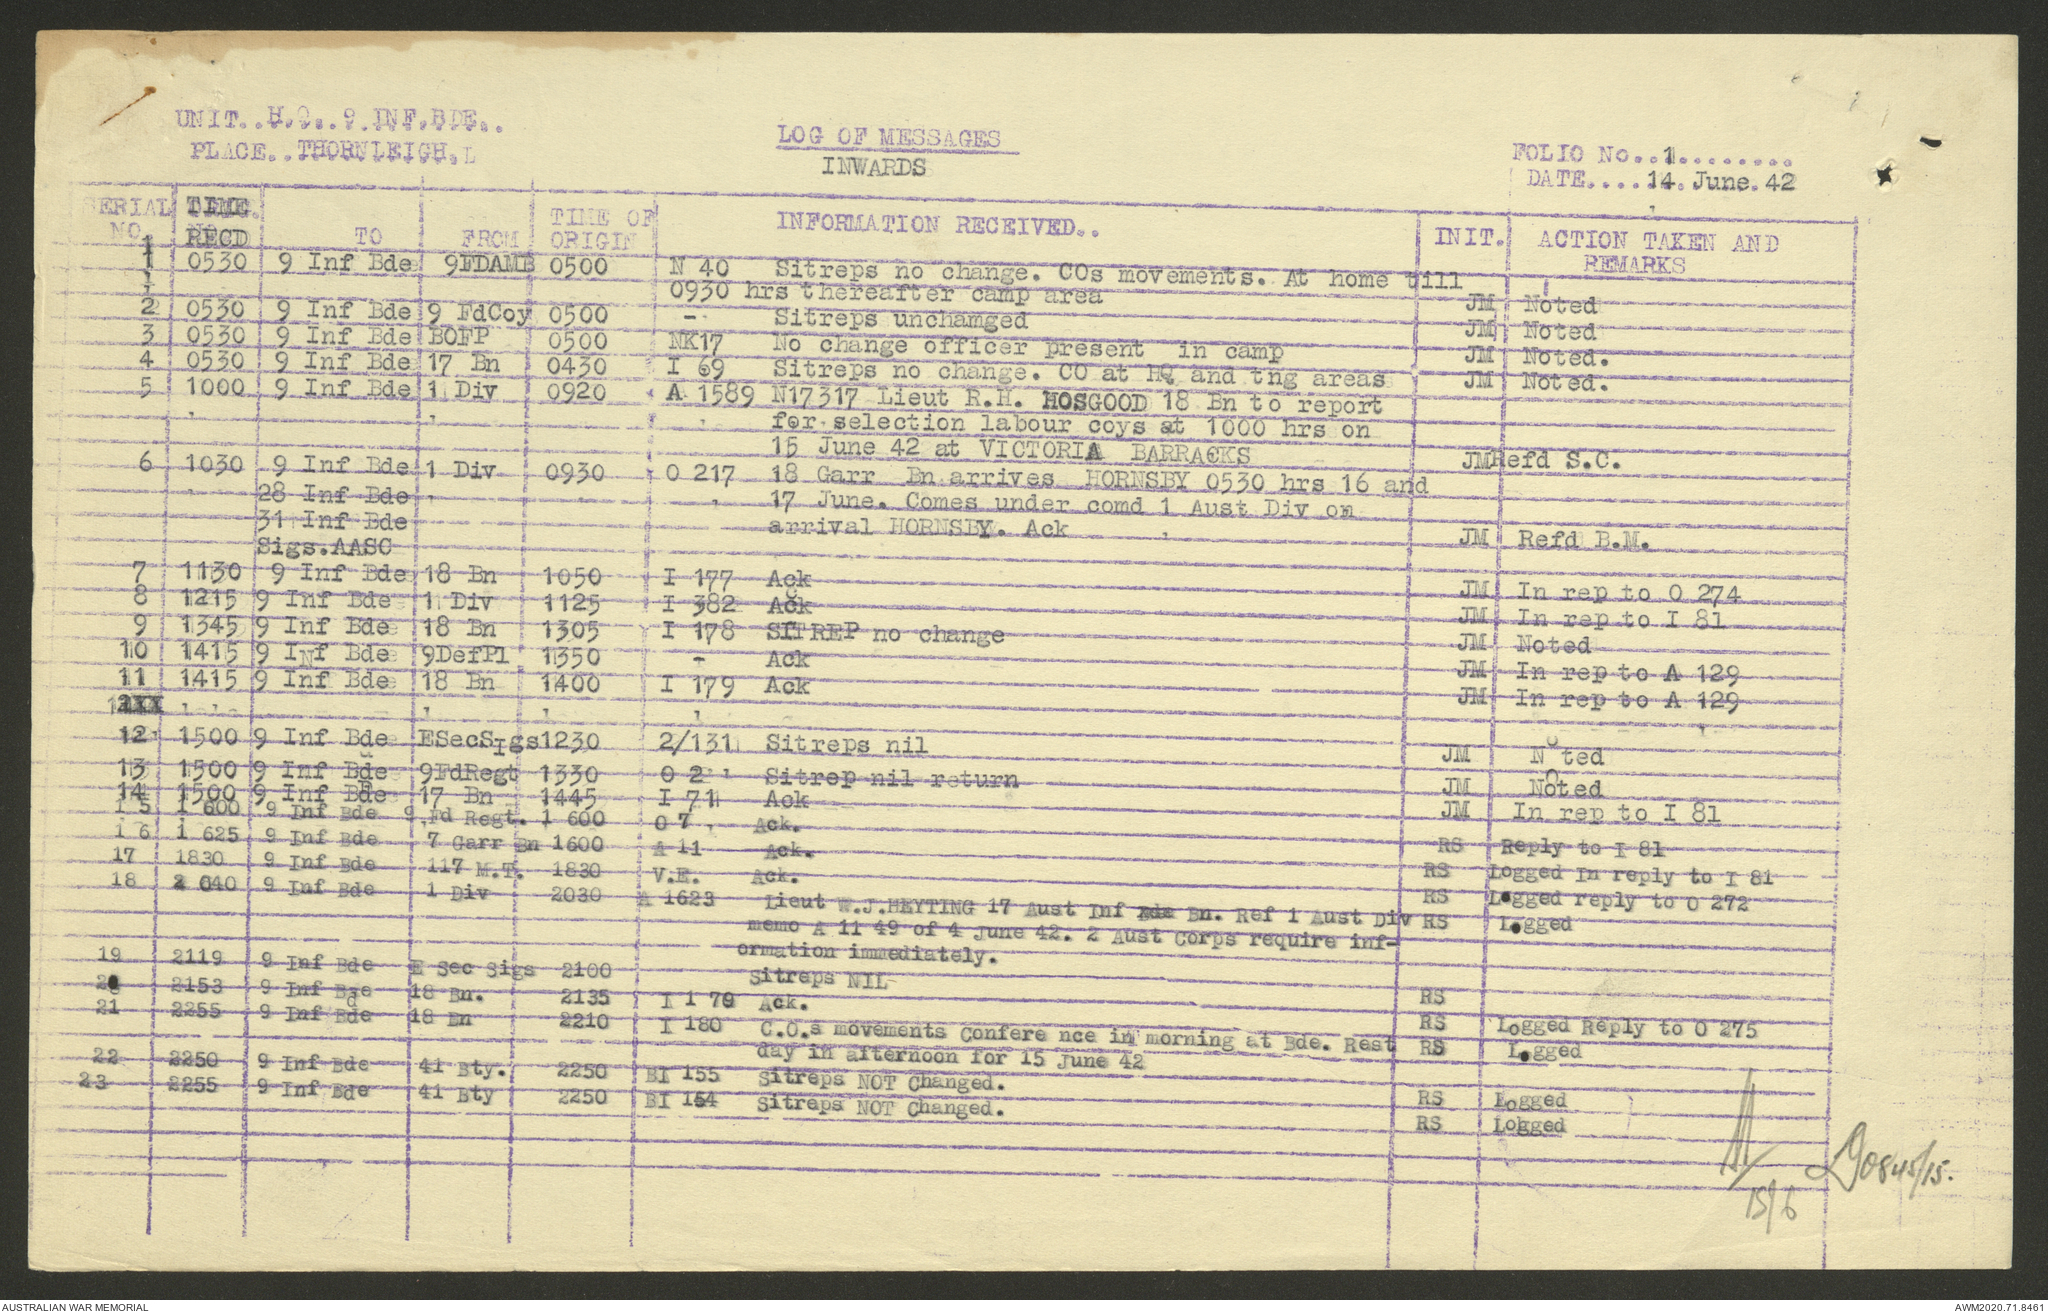 UNIT..H.Q..9.INF.BDE..
PLACE..THORNLEIGH.L
LOG OF MESSAGES
INWARDS
FOLIO No..1.........
DATE....14.June.42
SERIAL NO. TIME RECD TO FROM TIME OF ORIGIN INFORMATION RECEIVED.. INIT. ACTION TAKEN AND REMARKS
1 0530 9 Inf Bde 9FDAMB 0500 N 40 Sitreps no change. COs movements. At home till
0930 hrs thereafter camp area JM Noted
2 0530 9 Inf Bde 9 FdCoy 0500 - Sitreps unchamged JM Noted
3 0530 9 Inf Bde BOFP 0500 NK17 No change officer present in camp JM Noted.
4 0530 9 Inf Bde 17 Bn 0430 I 69 Sitreps no change. CO at HQ and tng areas JM Noted.
5 1000 9 Inf Bde 1 Div 0920 A 1589 N17317 Lieut R.H. HOSGOOD 18 Bn to report
for selection labour coys at 1000 hrs on
15 June 42 at VICTORIA BARRACKS JM Refd S.C.
6 1030 9 Inf Bde 1 Div 0930 O 217 18 Garr Bn arrives HORNSBY 0530 hrs 16 and
28 Inf Bde 17 June. Comes under comd 1 Aust Div on
31 Inf Bde arrival HORNSBY. Ack
Sigs.AASC JM Refd B.M.
7 1130 9 Inf Bde 18 Bn 1050 I 177 Ack JM In rep to O 274
8 1215 9 Inf Bde 1 Div 1125 I 382 Ack JM In rep to I 81
9 1345 9 Inf Bde 18 Bn 1305 I 178 SITREP no change JM Noted
10 1415 9 Inf Bde 9DefPl 1350 - Ack JM In rep to A 129
11 1415 9 Inf Bde 18 Bn 1400 I 179 Ack JM In rep to A 129
12 1500 9 Inf Bde ESecSigs 1230 2/131 Sitreps nil JM Noted
13 1500 9 Inf Bde 9FdRegt 1330 O 2 Sitrep nil return JM Noted
14 1500 9 Inf Bde 17 Bn 1445 I 71 Ack JM In rep to I 81
1 5 1 600 9 Inf Bde 9 Fd Regt. 1 600 O 7 Ack. RS Reply to I 81
1 6 1 625 9 Inf Bde 7 Garr Bn 1600 A 11 Ack. RS Logged In reply to I 81
17 1830 9 Inf Bde 117 M.T. 1830 V.E. Ack. RS Logged reply to O 272
18 2 040 9 Inf Bde 1 Div 2030 A 1623 Lieut W.J.HEYTING 17 Aust Inf Bn. Ref 1 Aust Div RS Logged
memo A 11 49 of 4 June 42. 2 Aust Corps require inf-
ormation immediately.
19 2119 9 Inf Bde E Sec Sigs 2100 Sitreps NIL RS
20 2153 9 Inf Bde 18 Bn. 2135 I 1 79 Ack. RS Logged Reply to O 275
21 2255 9 Inf Bde 18 Bn 2210 I 180 C.O.s movements Confere nce in morning at Bde. Rest RS Logged
day in afternoon for 15 June 42
22 2250 9 Inf Bde 41 Bty. 2250 BI 155 Sitreps NOT Changed. RS Logged
23 2255 9 Inf Bde 41 Bty 2250 BI 154 Sitreps NOT Changed. RS Logged
15/6
0845/15.
AUSTRALIAN WAR MEMORIAL
AWM2020.71.8461